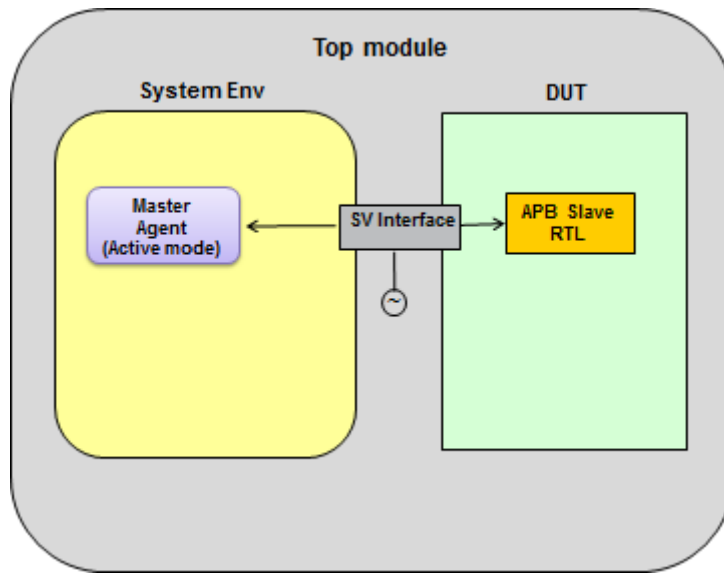 Top module
System Env
DUT
Master
Agent
(Active mode)
SV Interface
APB Slave
RTL
~